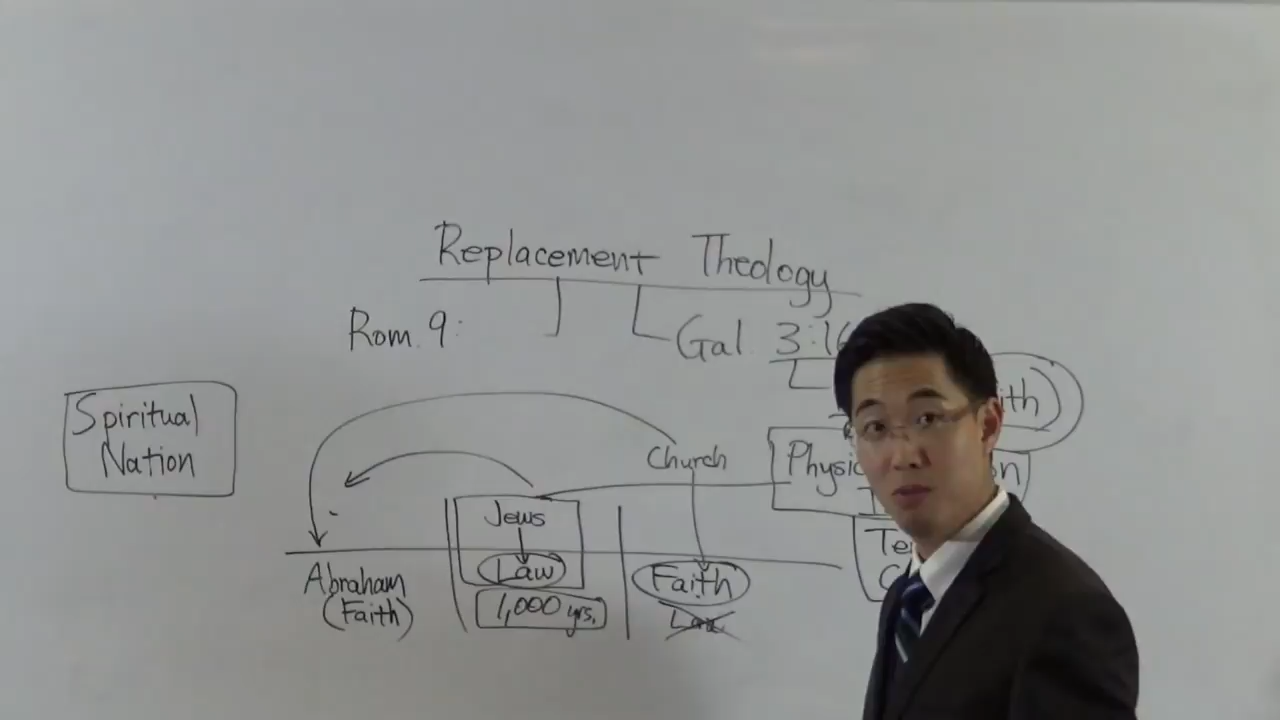 Replacement Theology
Rom. 9:
Gal. 3:16
Spiritual
Nation
Church
Jews
Law
1,000 yrs.
Abraham
(Faith)
Faith
Law